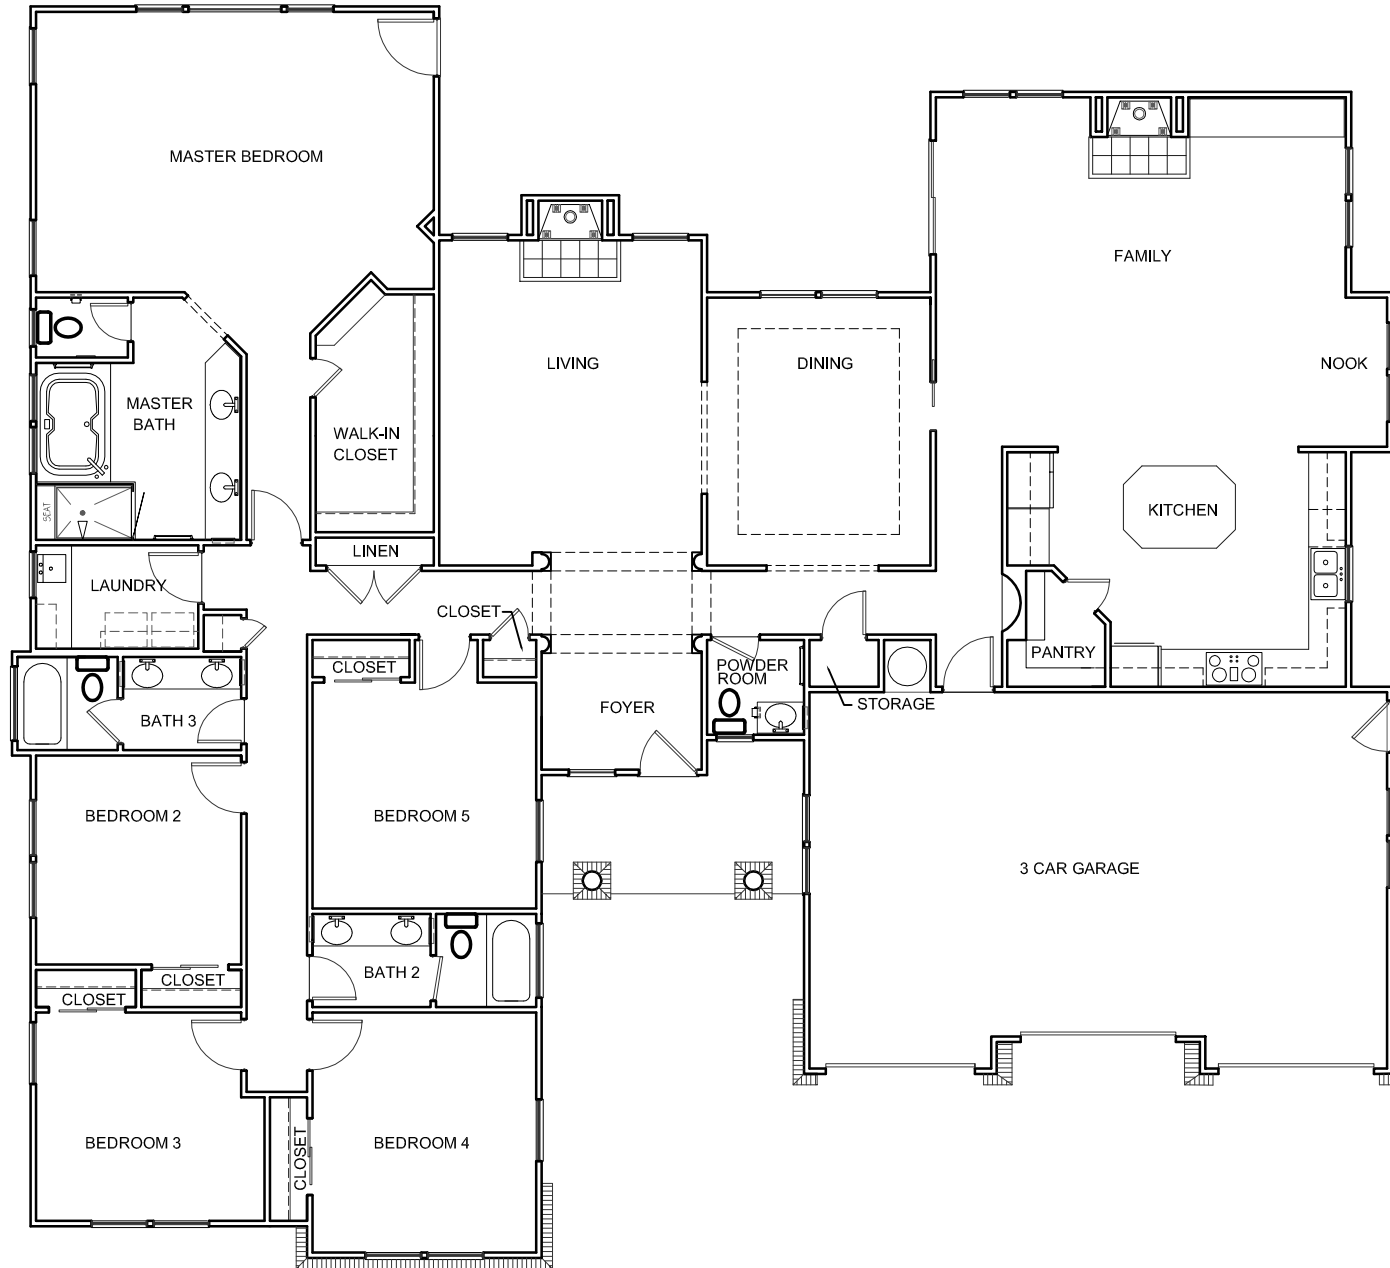 MASTER BEDROOM
FAMILY
LIVING
DINING
NOOK
MASTER
BATH
WALK-IN
CLOSET
SEAT
KITCHEN
LINEN
LAUNDRY
CLOSET
CLOSET
POWDER
ROOM
PANTRY
STORAGE
FOYER
BATH 3
BEDROOM 2
BEDROOM 5
3 CAR GARAGE
BATH 2
CLOSET
CLOSET
BEDROOM 3
CLOSET
BEDROOM 4